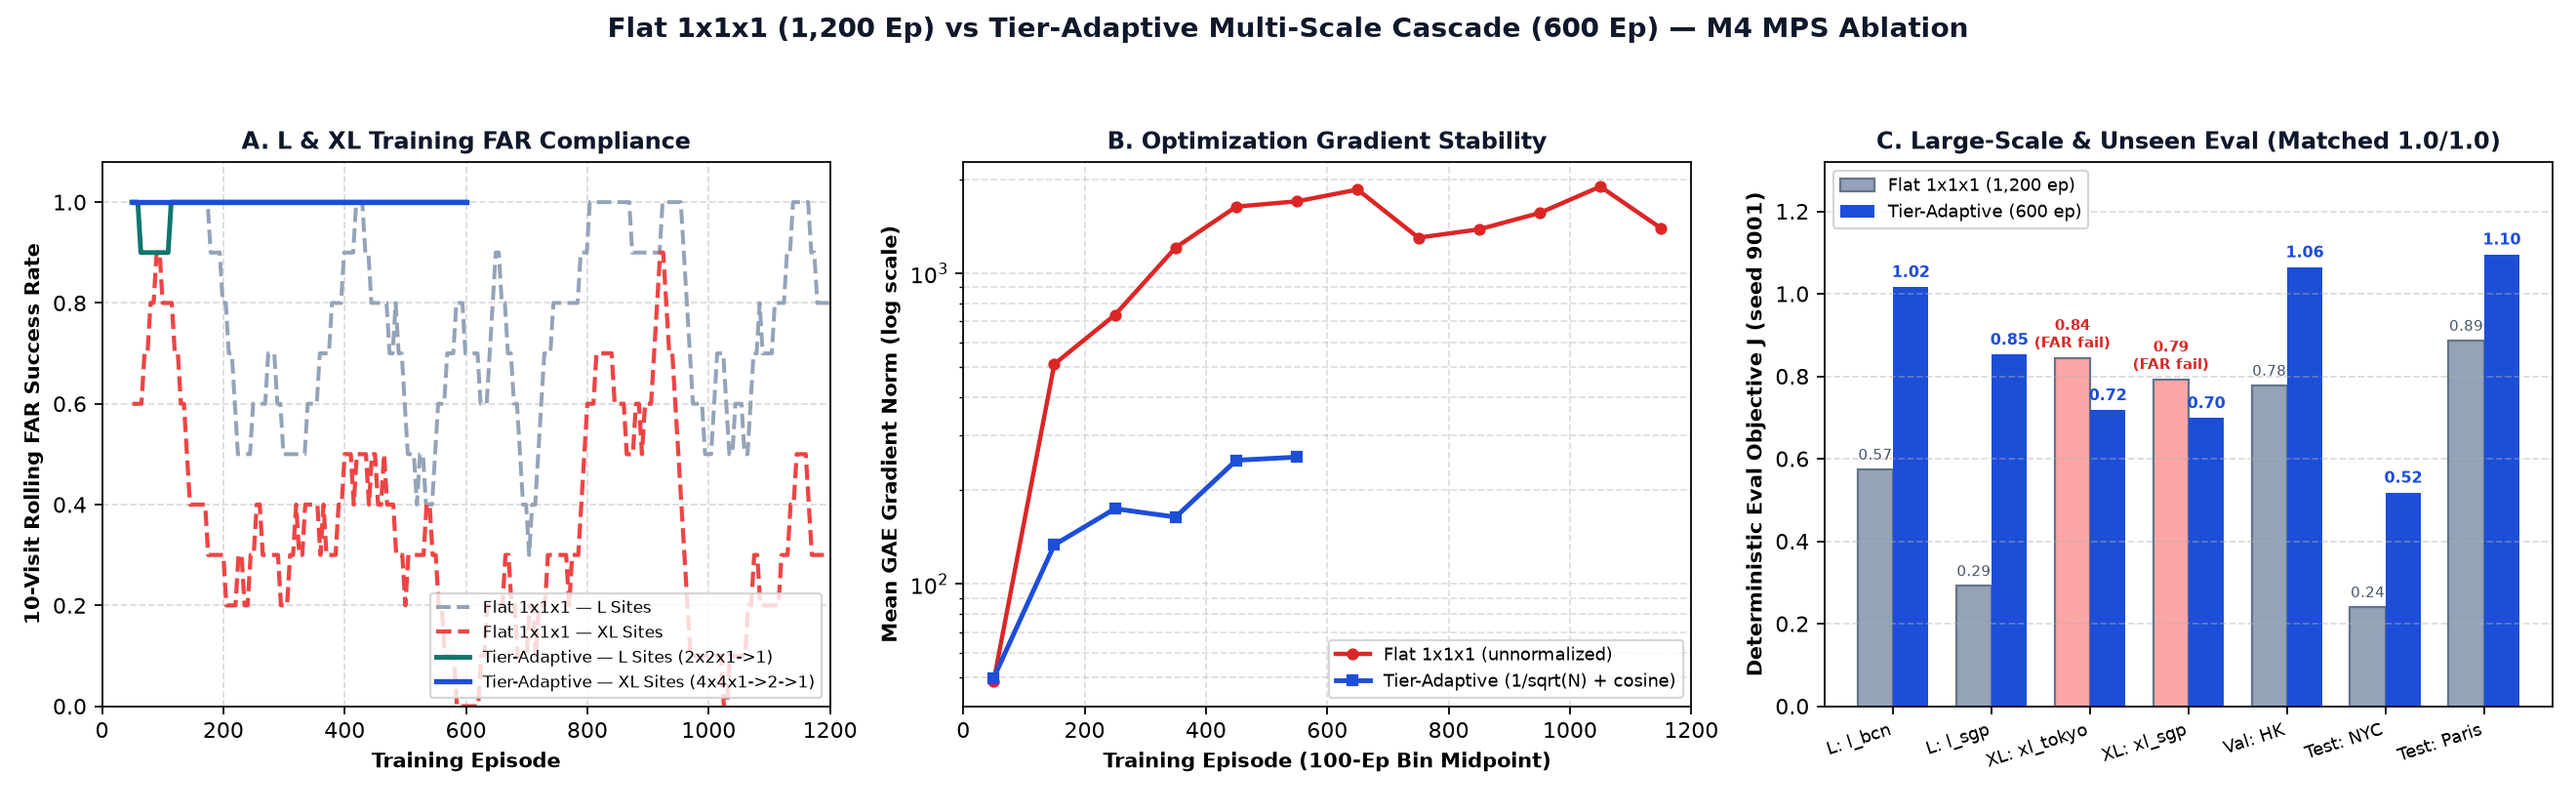 Flat 1x1x1 (1,200 Ep) vs Tier-Adaptive Multi-Scale Cascade (600 Ep) — M4 MPS Ablation
A. L & XL Training FAR Compliance
10-Visit Rolling FAR Success Rate
1.0
0.8
0.6
0.4
0.2
0.0
Flat 1x1x1 — L Sites
Flat 1x1x1 — XL Sites
Tier-Adaptive — L Sites (2x2x1->1)
Tier-Adaptive — XL Sites (4x4x1->2->1)
0 200 400 600 800 1000 1200
Training Episode
B. Optimization Gradient Stability
Mean GAE Gradient Norm (log scale)
10³
10²
Flat 1x1x1 (unnormalized)
Tier-Adaptive (1/sqrt(N) + cosine)
0 200 400 600 800 1000 1200
Training Episode (100-Ep Bin Midpoint)
C. Large-Scale & Unseen Eval (Matched 1.0/1.0)
Deterministic Eval Objective J (seed 9001)
Flat 1x1x1 (1,200 ep)
Tier-Adaptive (600 ep)
1.2
1.0
0.8
0.6
0.4
0.2
0.0
0.57
1.02
0.29
0.85
0.84
(FAR fail)
0.72
0.79
(FAR fail)
0.70
0.78
1.06
0.24
0.52
0.89
1.10
L: l_bcn
L: l_sgp
XL: xl_tokyo
XL: xl_sgp
Val: HK
Test: NYC
Test: Paris